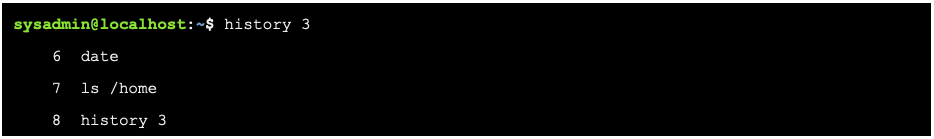 sysadmin@localhost:~$ history 3
6 date
7 ls /home
8 history 3